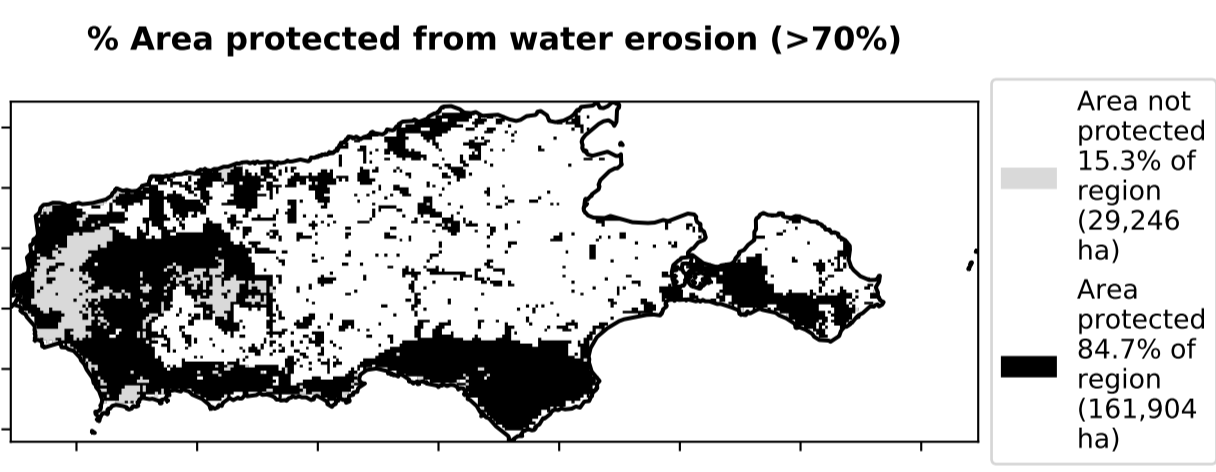 % Area protected from water erosion (>70%)
Area not
protected
15.3% of
region
(29,246
ha)
Area
protected
84.7% of
region
(161,904
ha)